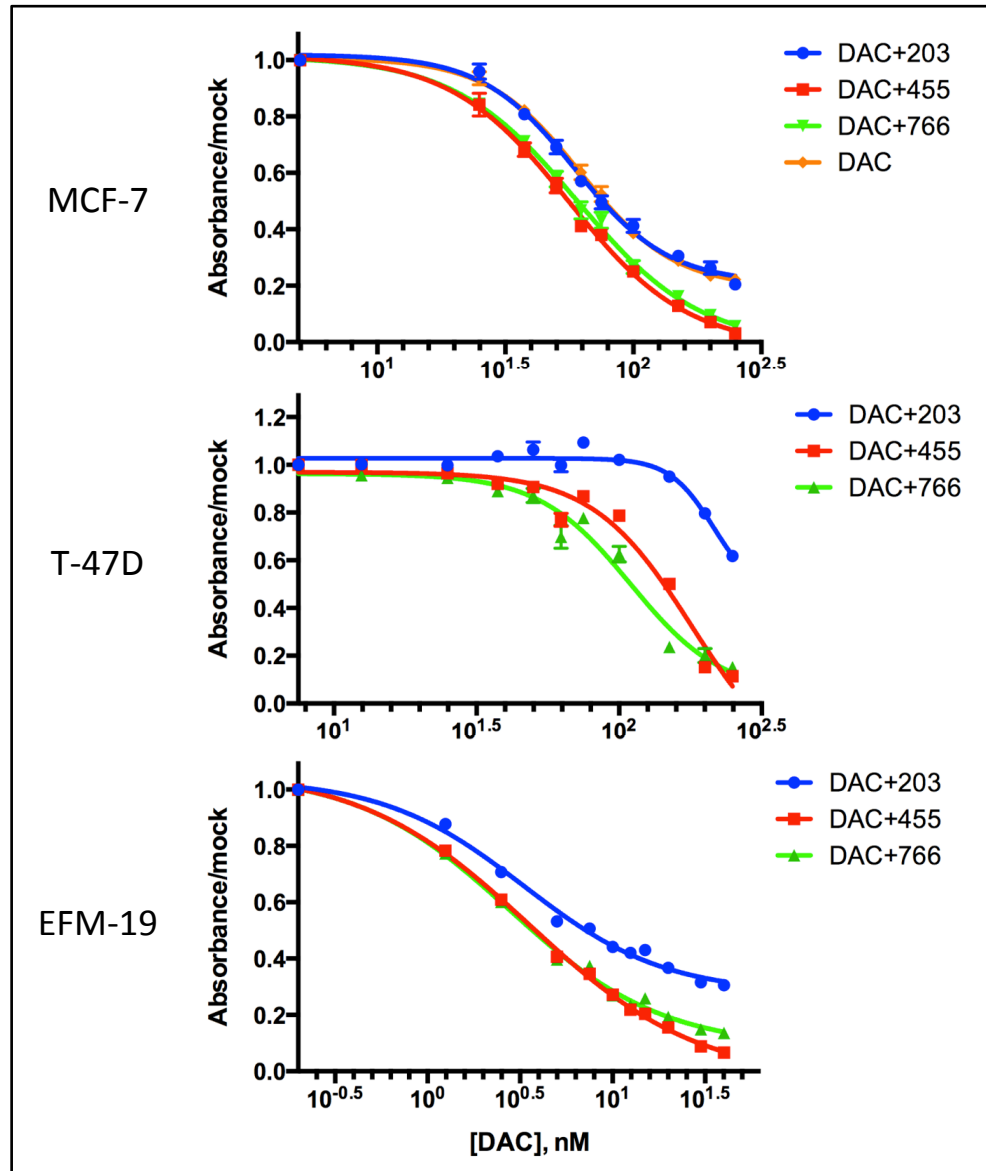 MCF-7
Absorbance/mock
1.0
0.8
0.6
0.4
0.2
0.0
10^1
10^1.5
10^2
10^2.5
DAC+203
DAC+455
DAC+766
DAC
T-47D
Absorbance/mock
1.2
1.0
0.8
0.6
0.4
0.2
0.0
10^1
10^1.5
10^2
10^2.5
DAC+203
DAC+455
DAC+766
EFM-19
Absorbance/mock
1.0
0.8
0.6
0.4
0.2
0.0
10^-0.5
10^0
10^0.5
10^1
10^1.5
[DAC], nM
DAC+203
DAC+455
DAC+766